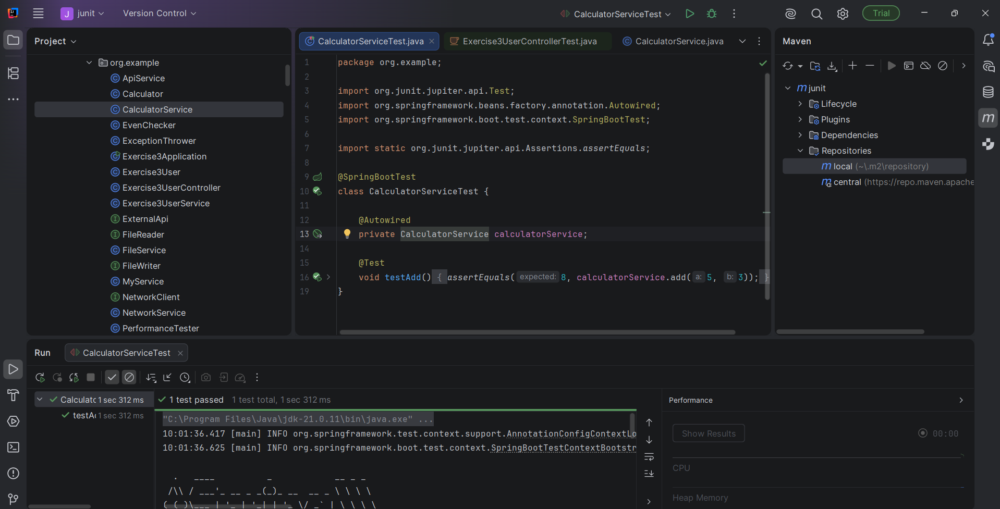 J junit Version Control CalculatorServiceTest Trial
Project
org.example
ApiService
Calculator
CalculatorService
EvenChecker
ExceptionThrower
Exercise3Application
Exercise3User
Exercise3UserController
Exercise3UserService
ExternalApi
FileReader
FileService
FileWriter
MyService
NetworkClient
NetworkService
PerformanceTester
CalculatorServiceTest.java Exercise3UserControllerTest.java CalculatorService.java
1 package org.example;
2
3 import org.junit.jupiter.api.Test;
4 import org.springframework.beans.factory.annotation.Autowired;
5 import org.springframework.boot.test.context.SpringBootTest;
6
7 import static org.junit.jupiter.api.Assertions.assertEquals;
8
9 @SpringBootTest
10 class CalculatorServiceTest {
11
12 @Autowired
13 private CalculatorService calculatorService;
14
15 @Test
16 void testAdd() { assertEquals( expected: 8, calculatorService.add( a: 5, b: 3)); }
19 }
Maven
junit
Lifecycle
Plugins
Dependencies
Repositories
local (~\.m2\repository)
central (https://repo.maven.apache
Run CalculatorServiceTest
Calculatc 1 sec 312 ms
testAc 1 sec 312 ms
1 test passed 1 test total, 1 sec 312 ms
"C:\Program Files\Java\jdk-21.0.11\bin\java.exe" ...
10:01:36.417 [main] INFO org.springframework.test.context.support.AnnotationConfigContextLo
10:01:36.625 [main] INFO org.springframework.boot.test.context.SpringBootTestContextBootstr
Performance
Show Results 00:00
CPU
Heap Memory